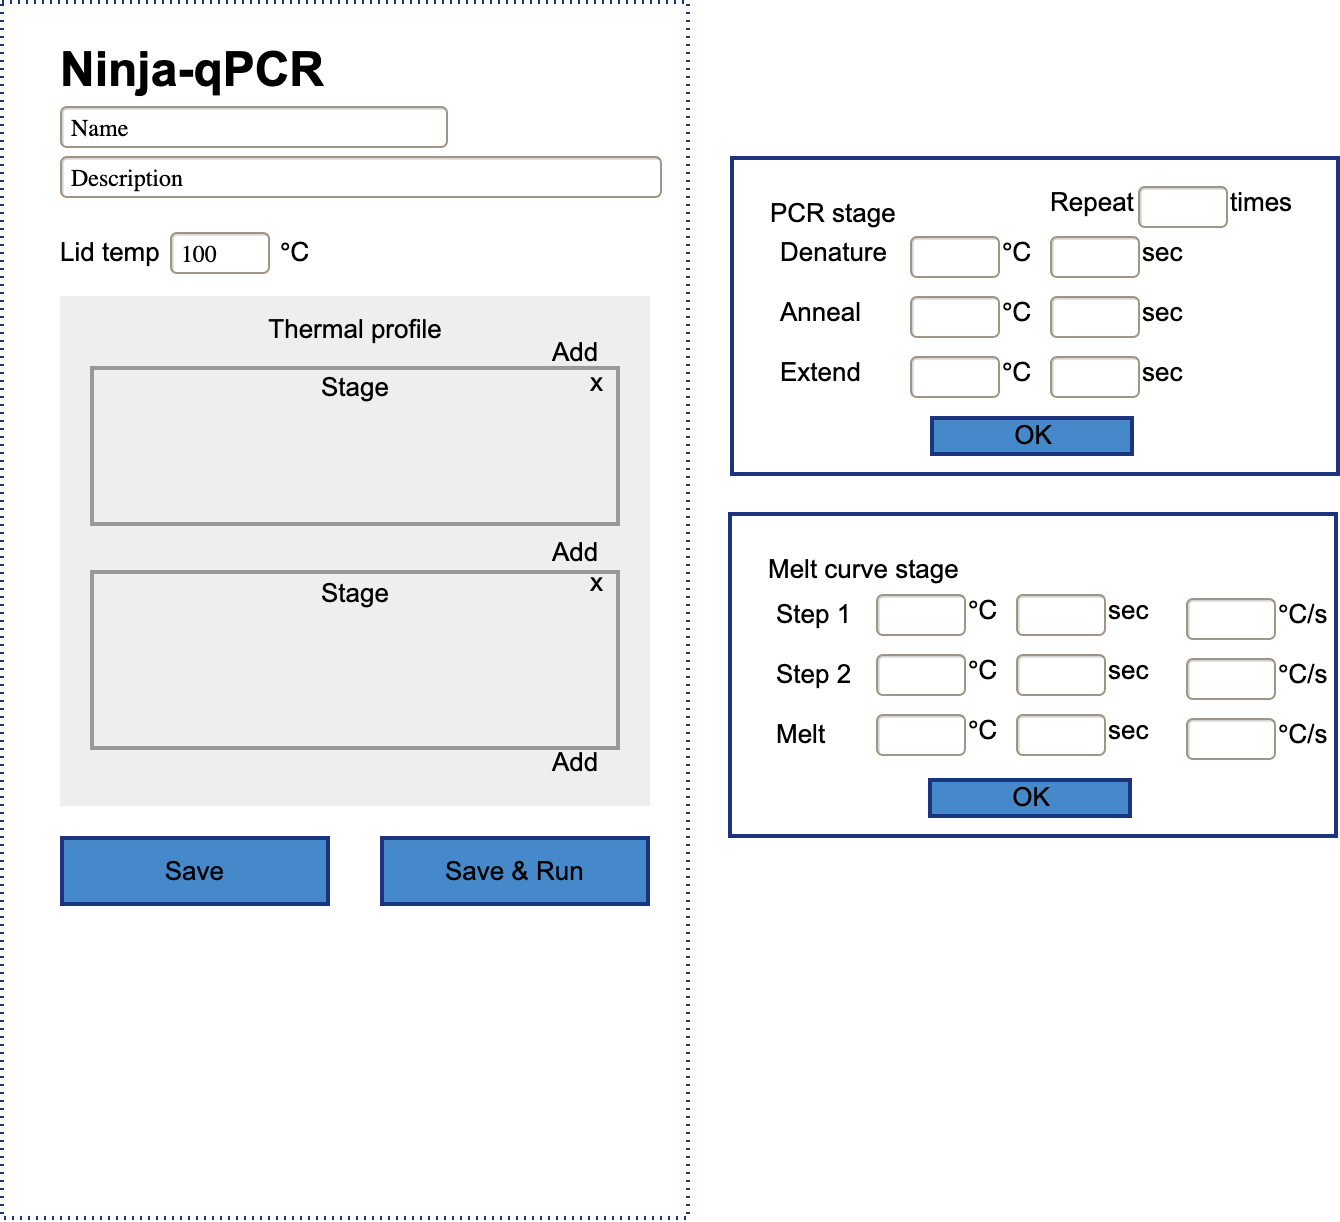 Ninja-qPCR
Name
Description
Lid temp 100 °C
Thermal profile
Add
Stage x
Add
Stage x
Add
Save Save & Run
PCR stage Repeat times
Denature °C sec
Anneal °C sec
Extend °C sec
OK
Melt curve stage
Step 1 °C sec °C/s
Step 2 °C sec °C/s
Melt °C sec °C/s
OK